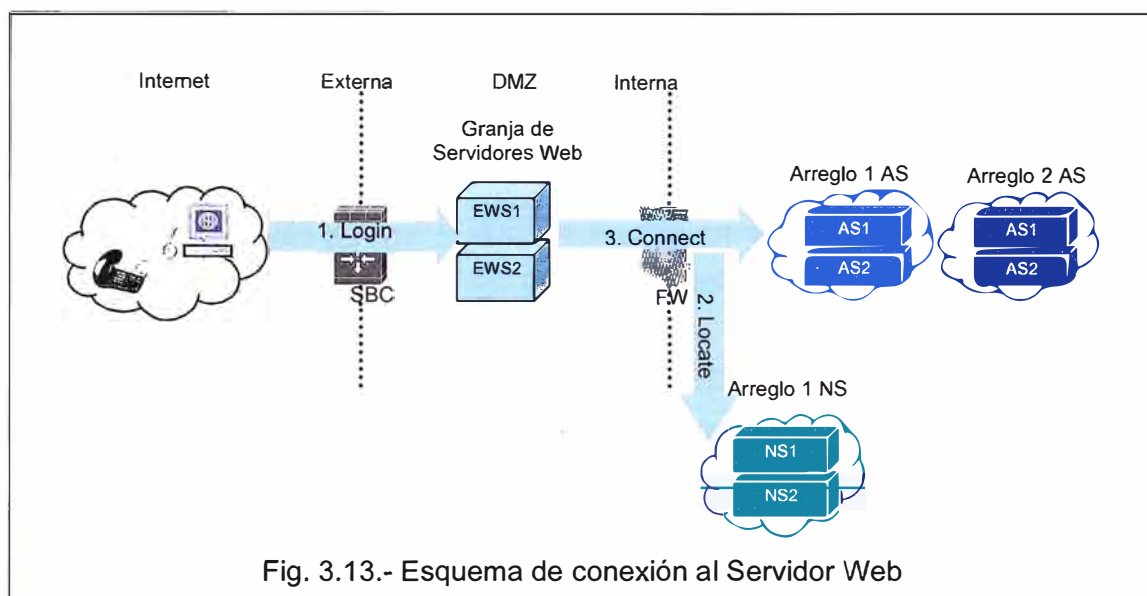 Internet
Externa
DMZ
Interna
Granja de
Servidores Web
Arreglo 1 AS
Arreglo 2 AS
EWS1
EWS2
1. Login
SBC
3. Connect
FW
2. Locate
AS1
AS2
AS1
AS2
Arreglo 1 NS
NS1
NS2
Fig. 3.13.- Esquema de conexión al Servidor Web